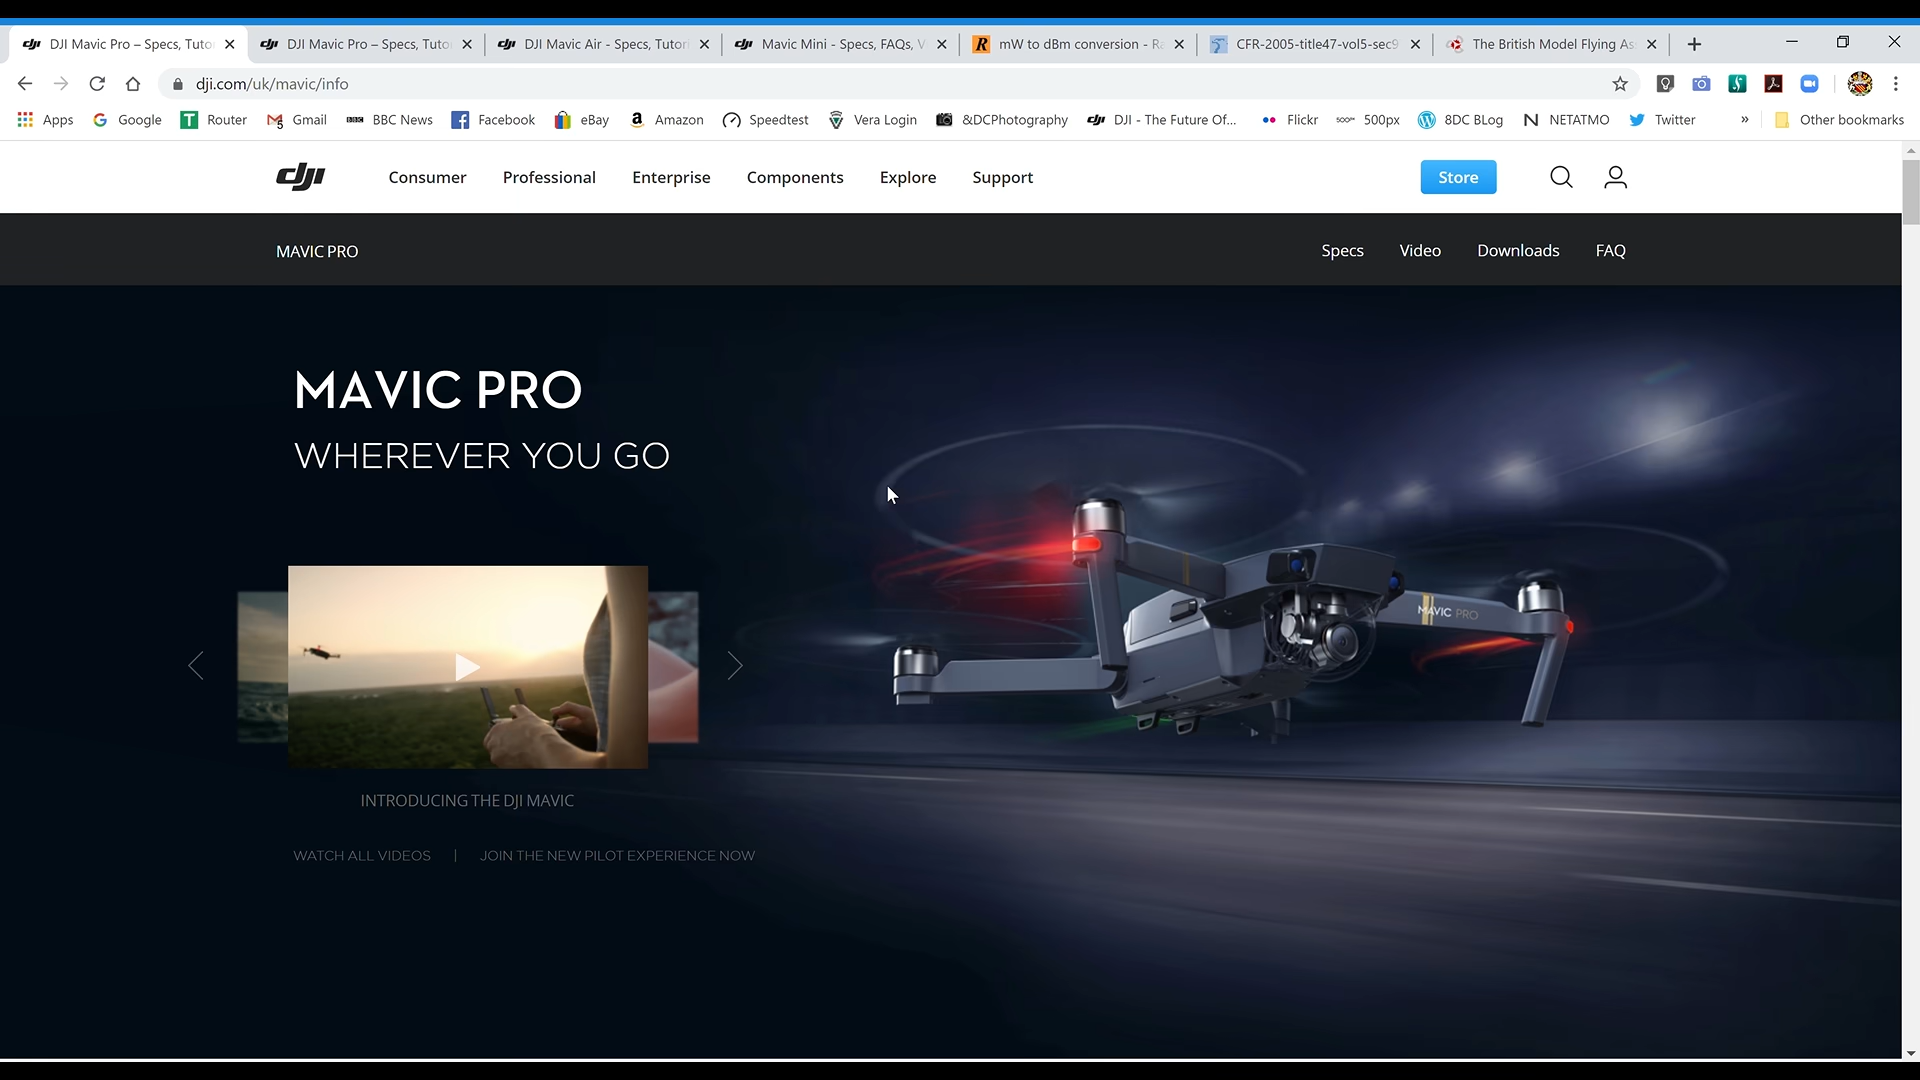 DJI Mavic Pro – Specs, Tuto
DJI Mavic Pro – Specs, Tuto
DJI Mavic Air - Specs, Tutori
Mavic Mini - Specs, FAQs, V
mW to dBm conversion - Ra
CFR-2005-title47-vol5-sec9
The British Model Flying As
dji.com/uk/mavic/info
Apps
Google
Router
Gmail
BBC News
Facebook
eBay
Amazon
Speedtest
Vera Login
&DCPhotography
DJI - The Future Of...
Flickr
500px
8DC BLog
NETATMO
Twitter
»
Other bookmarks
dji
Consumer
Professional
Enterprise
Components
Explore
Support
Store
MAVIC PRO
Specs
Video
Downloads
FAQ
MAVIC PRO
WHEREVER YOU GO
MAVIC PRO
INTRODUCING THE DJI MAVIC
WATCH ALL VIDEOS | JOIN THE NEW PILOT EXPERIENCE NOW